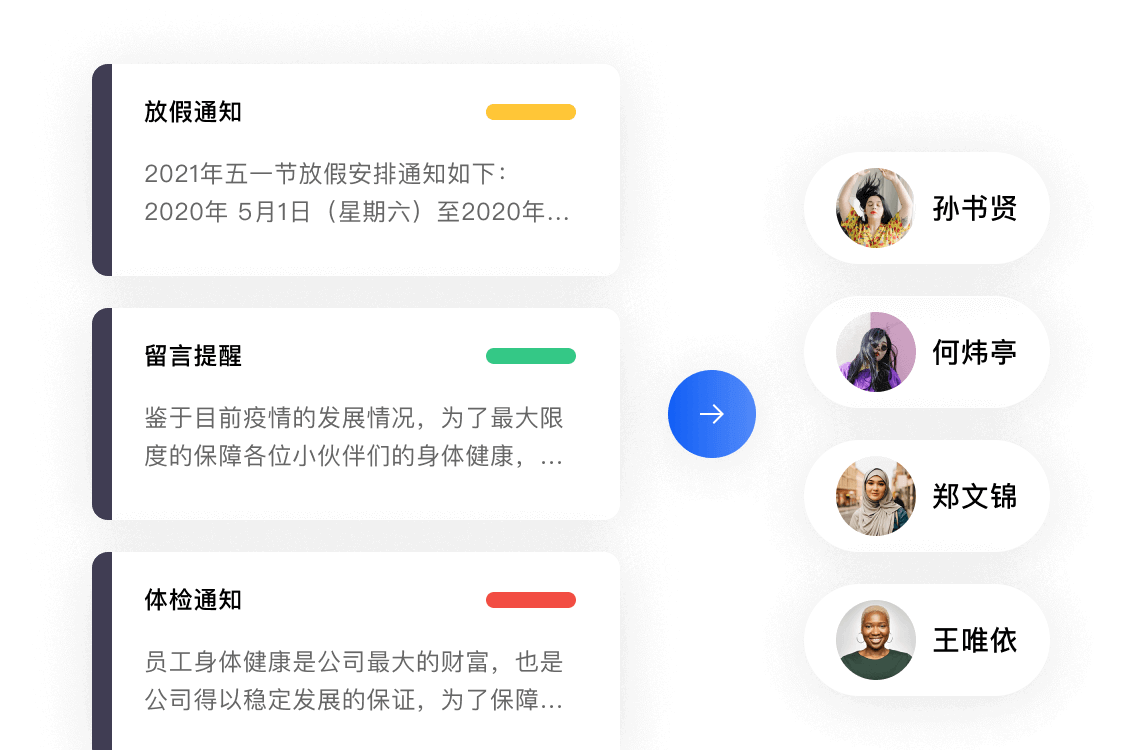 放假通知
2021年五一节放假安排通知如下：
2020年 5月1日（星期六）至2020年...
留言提醒
鉴于目前疫情的发展情况，为了最大限
度的保障各位小伙伴们的身体健康，...
体检通知
员工身体健康是公司最大的财富，也是
公司得以稳定发展的保证，为了保障...
孙书贤
何炜亭
郑文锦
王唯依